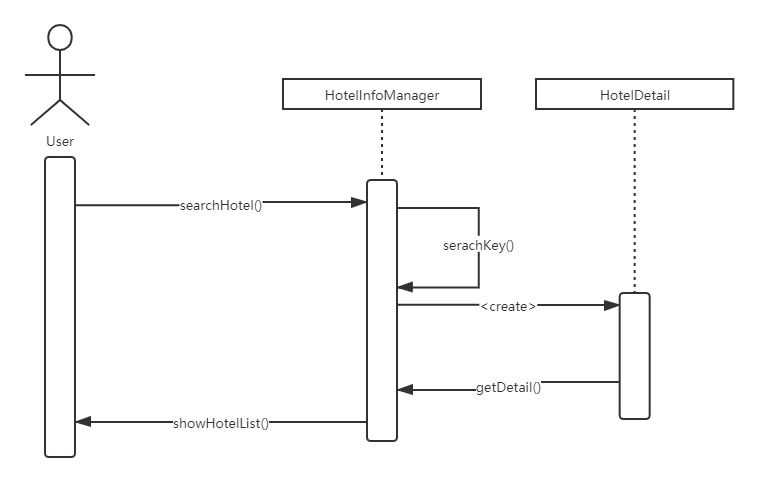 HotelInfoManager
HotelDetail
User
searchHotel()
serachKey()
<create>
getDetail()
showHotelList()